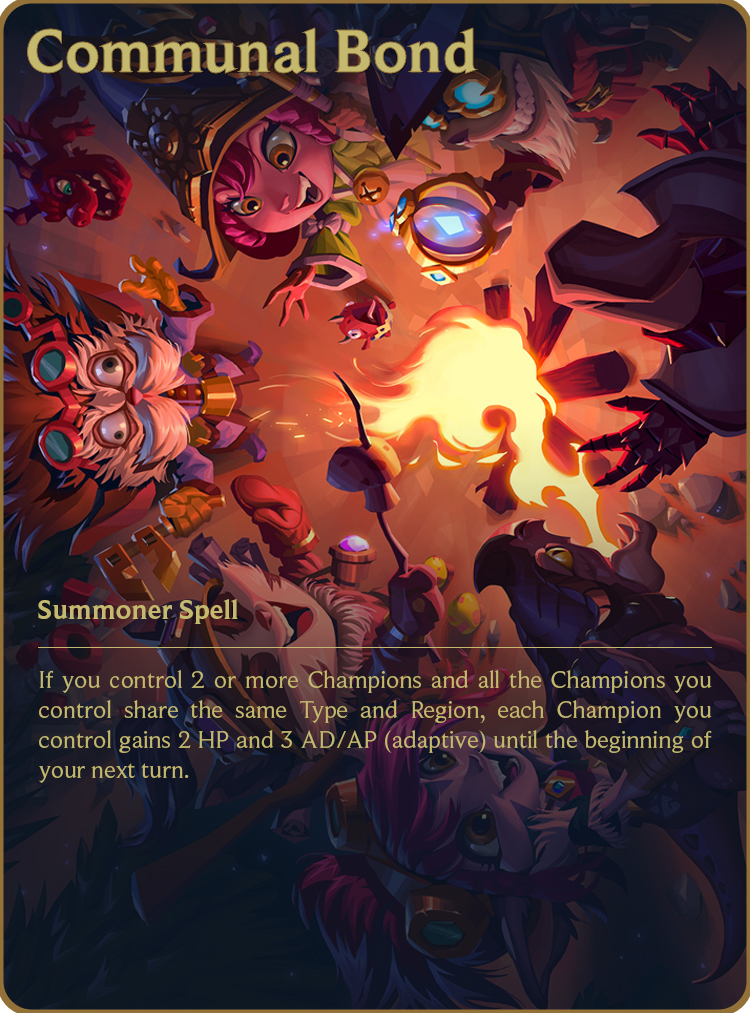 Communal Bond
Summoner Spell
If you control 2 or more Champions and all the Champions you
control share the same Type and Region, each Champion you
control gains 2 HP and 3 AD/AP (adaptive) until the beginning of
your next turn.